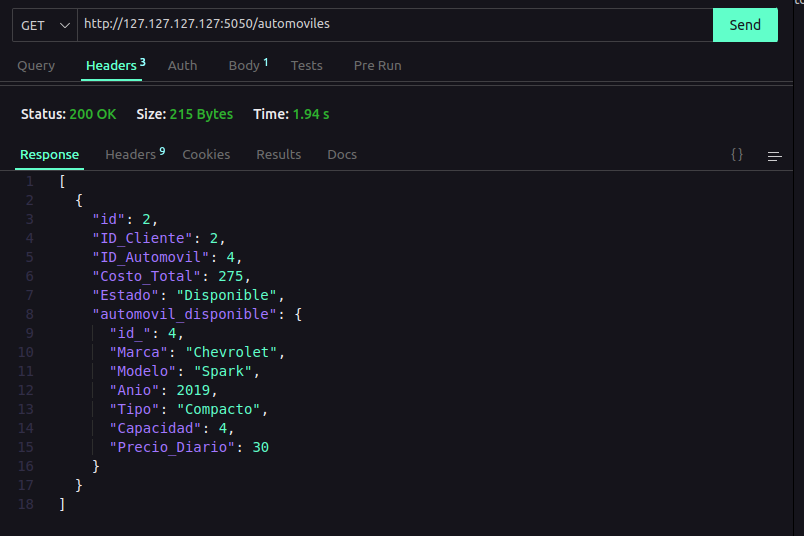 GET http://127.127.127.127:5050/automoviles Send
Query Headers 3 Auth Body 1 Tests Pre Run
Status: 200 OK Size: 215 Bytes Time: 1.94 s
Response Headers 9 Cookies Results Docs {}
1 [
2 {
3 "id": 2,
4 "ID_Cliente": 2,
5 "ID_Automovil": 4,
6 "Costo_Total": 275,
7 "Estado": "Disponible",
8 "automovil_disponible": {
9 "id_": 4,
10 "Marca": "Chevrolet",
11 "Modelo": "Spark",
12 "Anio": 2019,
13 "Tipo": "Compacto",
14 "Capacidad": 4,
15 "Precio_Diario": 30
16 }
17 }
18 ]